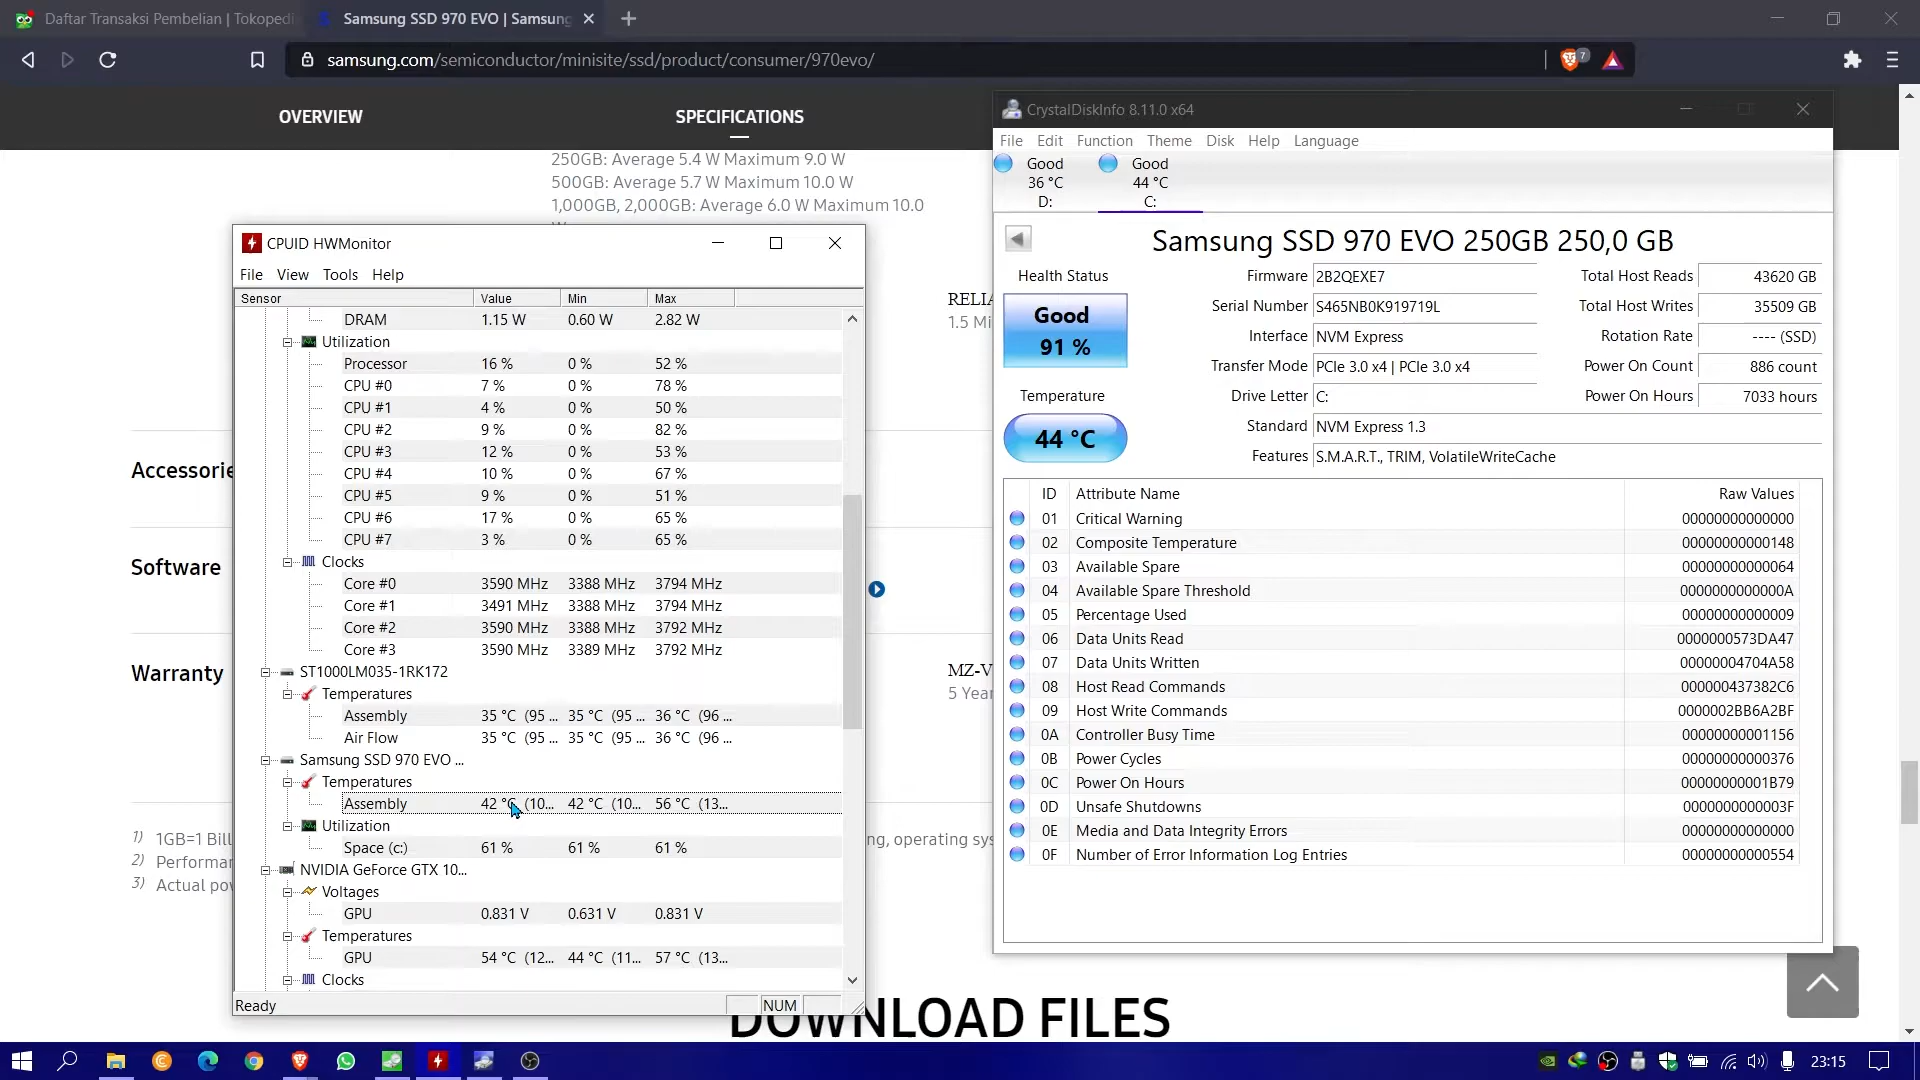 Daftar Transaksi Pembelian | Tokopedi
Samsung SSD 970 EVO | Samsung
samsung.com/semiconductor/minisite/ssd/product/consumer/970evo/
7
OVERVIEW
SPECIFICATIONS
250GB: Average 5.4 W Maximum 9.0 W
500GB: Average 5.7 W Maximum 10.0 W
1,000GB, 2,000GB: Average 6.0 W Maximum 10.0
RELIA
1.5 Mi
Accessorie
Software
Warranty
MZ-V
5 Year
1) 1GB=1 Bill
ng, operating sys
2) Performar
3) Actual pov
DOWNLOAD FILES
CPUID HWMonitor
File View Tools Help
Sensor Value Min Max
DRAM 1.15 W 0.60 W 2.82 W
Utilization
Processor 16 % 0 % 52 %
CPU #0 7 % 0 % 78 %
CPU #1 4 % 0 % 50 %
CPU #2 9 % 0 % 82 %
CPU #3 12 % 0 % 53 %
CPU #4 10 % 0 % 67 %
CPU #5 9 % 0 % 51 %
CPU #6 17 % 0 % 65 %
CPU #7 3 % 0 % 65 %
Clocks
Core #0 3590 MHz 3388 MHz 3794 MHz
Core #1 3491 MHz 3388 MHz 3794 MHz
Core #2 3590 MHz 3388 MHz 3792 MHz
Core #3 3590 MHz 3389 MHz 3792 MHz
ST1000LM035-1RK172
Temperatures
Assembly 35 °C (95 ... 35 °C (95 ... 36 °C (96 ...
Air Flow 35 °C (95 ... 35 °C (95 ... 36 °C (96 ...
Samsung SSD 970 EVO ...
Temperatures
Assembly 42 °C (10... 42 °C (10... 56 °C (13...
Utilization
Space (c:) 61 % 61 % 61 %
NVIDIA GeForce GTX 10...
Voltages
GPU 0.831 V 0.631 V 0.831 V
Temperatures
GPU 54 °C (12... 44 °C (11... 57 °C (13...
Clocks
Ready NUM
CrystalDiskInfo 8.11.0 x64
File Edit Function Theme Disk Help Language
Good Good
36 °C 44 °C
D: C:
Samsung SSD 970 EVO 250GB 250,0 GB
Health Status
Good
91 %
Temperature
44 °C
Firmware 2B2QEXE7
Serial Number S465NB0K919719L
Interface NVM Express
Transfer Mode PCIe 3.0 x4 | PCIe 3.0 x4
Drive Letter C:
Standard NVM Express 1.3
Features S.M.A.R.T., TRIM, VolatileWriteCache
Total Host Reads 43620 GB
Total Host Writes 35509 GB
Rotation Rate ---- (SSD)
Power On Count 886 count
Power On Hours 7033 hours
ID Attribute Name Raw Values
01 Critical Warning 00000000000000
02 Composite Temperature 00000000000148
03 Available Spare 00000000000064
04 Available Spare Threshold 0000000000000A
05 Percentage Used 00000000000009
06 Data Units Read 0000000573DA47
07 Data Units Written 00000004704A58
08 Host Read Commands 000000437382C6
09 Host Write Commands 0000002BB6A2BF
0A Controller Busy Time 00000000001156
0B Power Cycles 00000000000376
0C Power On Hours 00000000001B79
0D Unsafe Shutdowns 0000000000003F
0E Media and Data Integrity Errors 00000000000000
0F Number of Error Information Log Entries 00000000000554
23:15